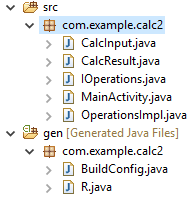 src
com.example.calc2
CalcInput.java
CalcResult.java
IOperations.java
MainActivity.java
OperationsImpl.java
gen [Generated Java Files]
com.example.calc2
BuildConfig.java
R.java